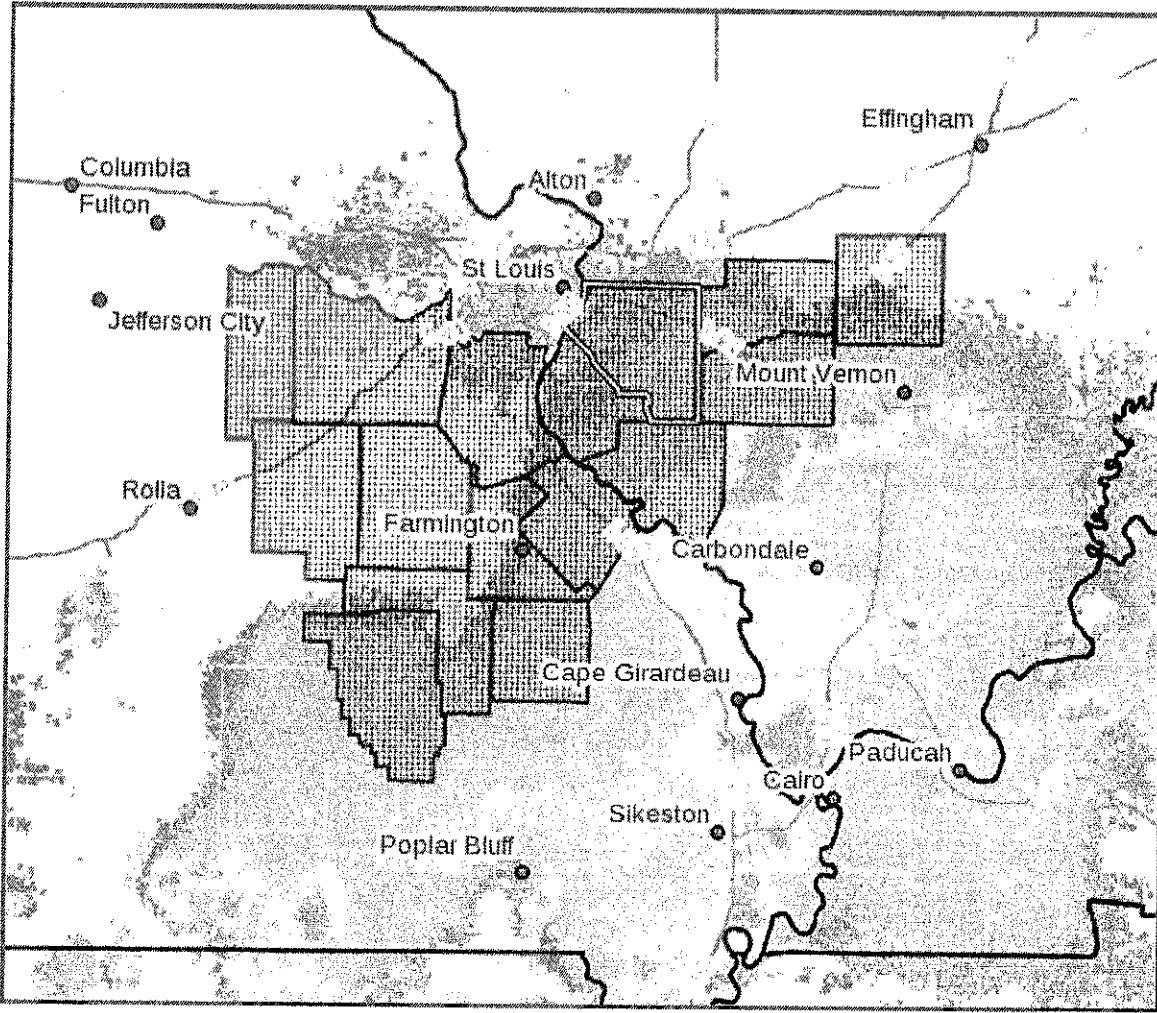 Effingham
Columbia
Alton
Fulton
St Louis
Jefferson City
Mount Vernon
Rolla
Farmington
Carbondale
Cape Girardeau
Paducah
Cairo
Sikeston
Poplar Bluff